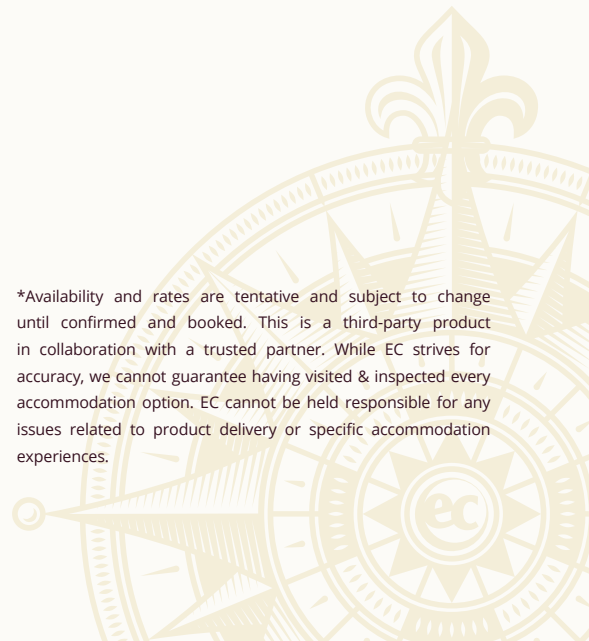 *Availability and rates are tentative and subject to change
until confirmed and booked. This is a third-party product
in collaboration with a trusted partner. While EC strives for
accuracy, we cannot guarantee having visited & inspected every
accommodation option. EC cannot be held responsible for any
issues related to product delivery or specific accommodation
experiences.
ec